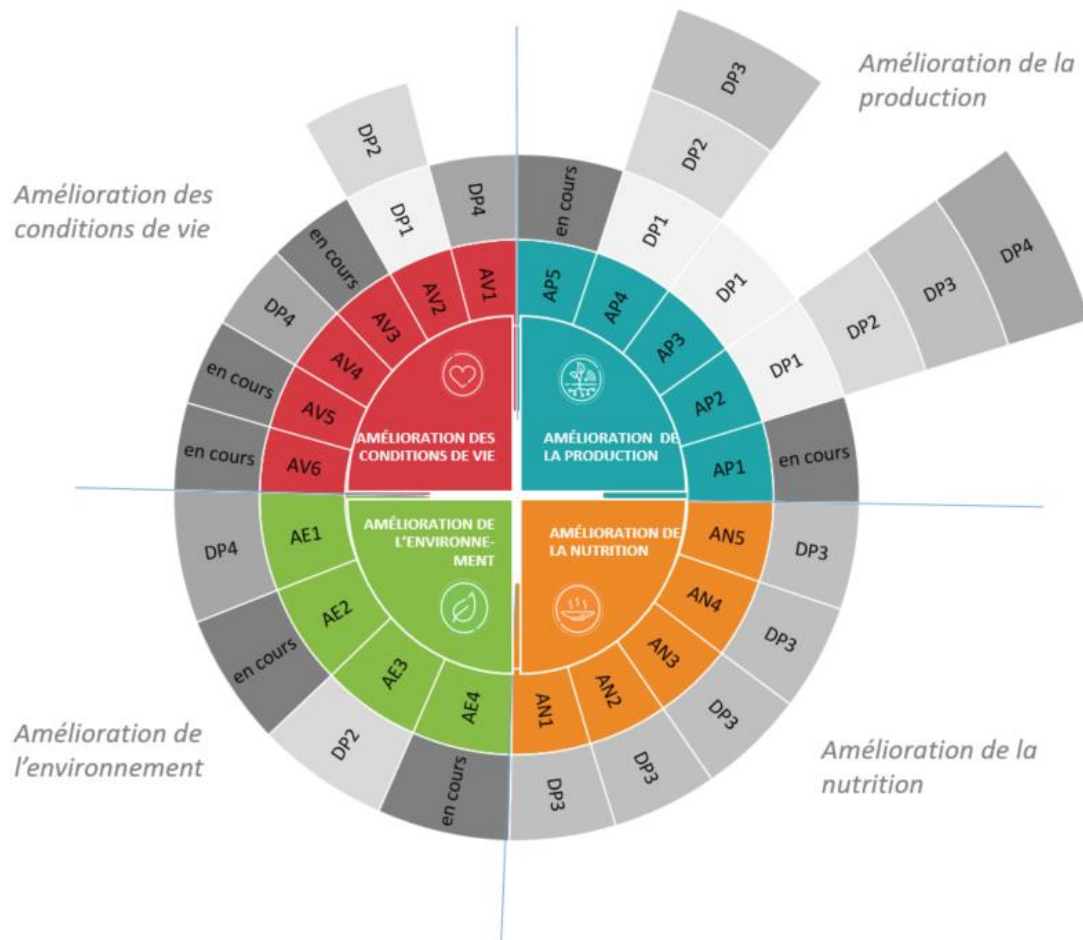 Amélioration de la
production
Amélioration des
conditions de vie
DP3
DP2
DP2
DP1
DP4
en cours
DP1
DP1
DP4
DP3
DP2
DP1
en cours
DP4
en cours
en cours
AV1
AV2
AV3
AV4
AV5
AV6
AP5
AP4
AP3
AP2
AP1
en cours
AMÉLIORATION DES
CONDITIONS DE VIE
AMÉLIORATION DE
LA PRODUCTION
AMÉLIORATION DE
L'ENVIRONNE-
MENT
AMÉLIORATION DE
LA NUTRITION
AE1
AE2
AE3
AE4
AN1
AN2
AN3
AN4
AN5
DP4
en cours
DP2
en cours
DP3
DP3
DP3
DP3
DP3
Amélioration de
l'environnement
Amélioration de la
nutrition